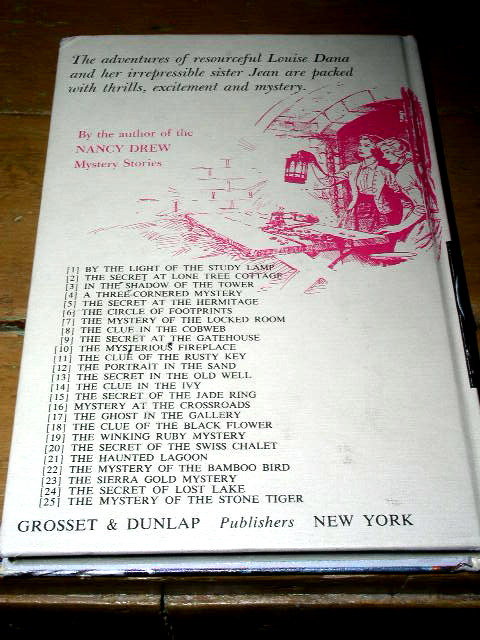 The adventures of resourceful Louise Dana
and her irrepressible sister Jean are packed
with thrills, excitement and mystery.
By the author of the
NANCY DREW
Mystery Stories
[1] BY THE LIGHT OF THE STUDY LAMP
[2] THE SECRET AT LONE TREE COTTAGE
[3] IN THE SHADOW OF THE TOWER
[4] A THREE-CORNERED MYSTERY
[5] THE SECRET AT THE HERMITAGE
[6] THE CIRCLE OF FOOTPRINTS
[7] THE MYSTERY OF THE LOCKED ROOM
[8] THE CLUE IN THE COBWEB
[9] THE SECRET AT THE GATEHOUSE
[10] THE MYSTERIOUS FIREPLACE
[11] THE CLUE OF THE RUSTY KEY
[12] THE PORTRAIT IN THE SAND
[13] THE SECRET IN THE OLD WELL
[14] THE CLUE IN THE IVY
[15] THE SECRET OF THE JADE RING
[16] MYSTERY AT THE CROSSROADS
[17] THE GHOST IN THE GALLERY
[18] THE CLUE OF THE BLACK FLOWER
[19] THE WINKING RUBY MYSTERY
[20] THE SECRET OF THE SWISS CHALET
[21] THE HAUNTED LAGOON
[22] THE MYSTERY OF THE BAMBOO BIRD
[23] THE SIERRA GOLD MYSTERY
[24] THE SECRET OF LOST LAKE
[25] THE MYSTERY OF THE STONE TIGER
GROSSET & DUNLAP Publishers NEW YORK